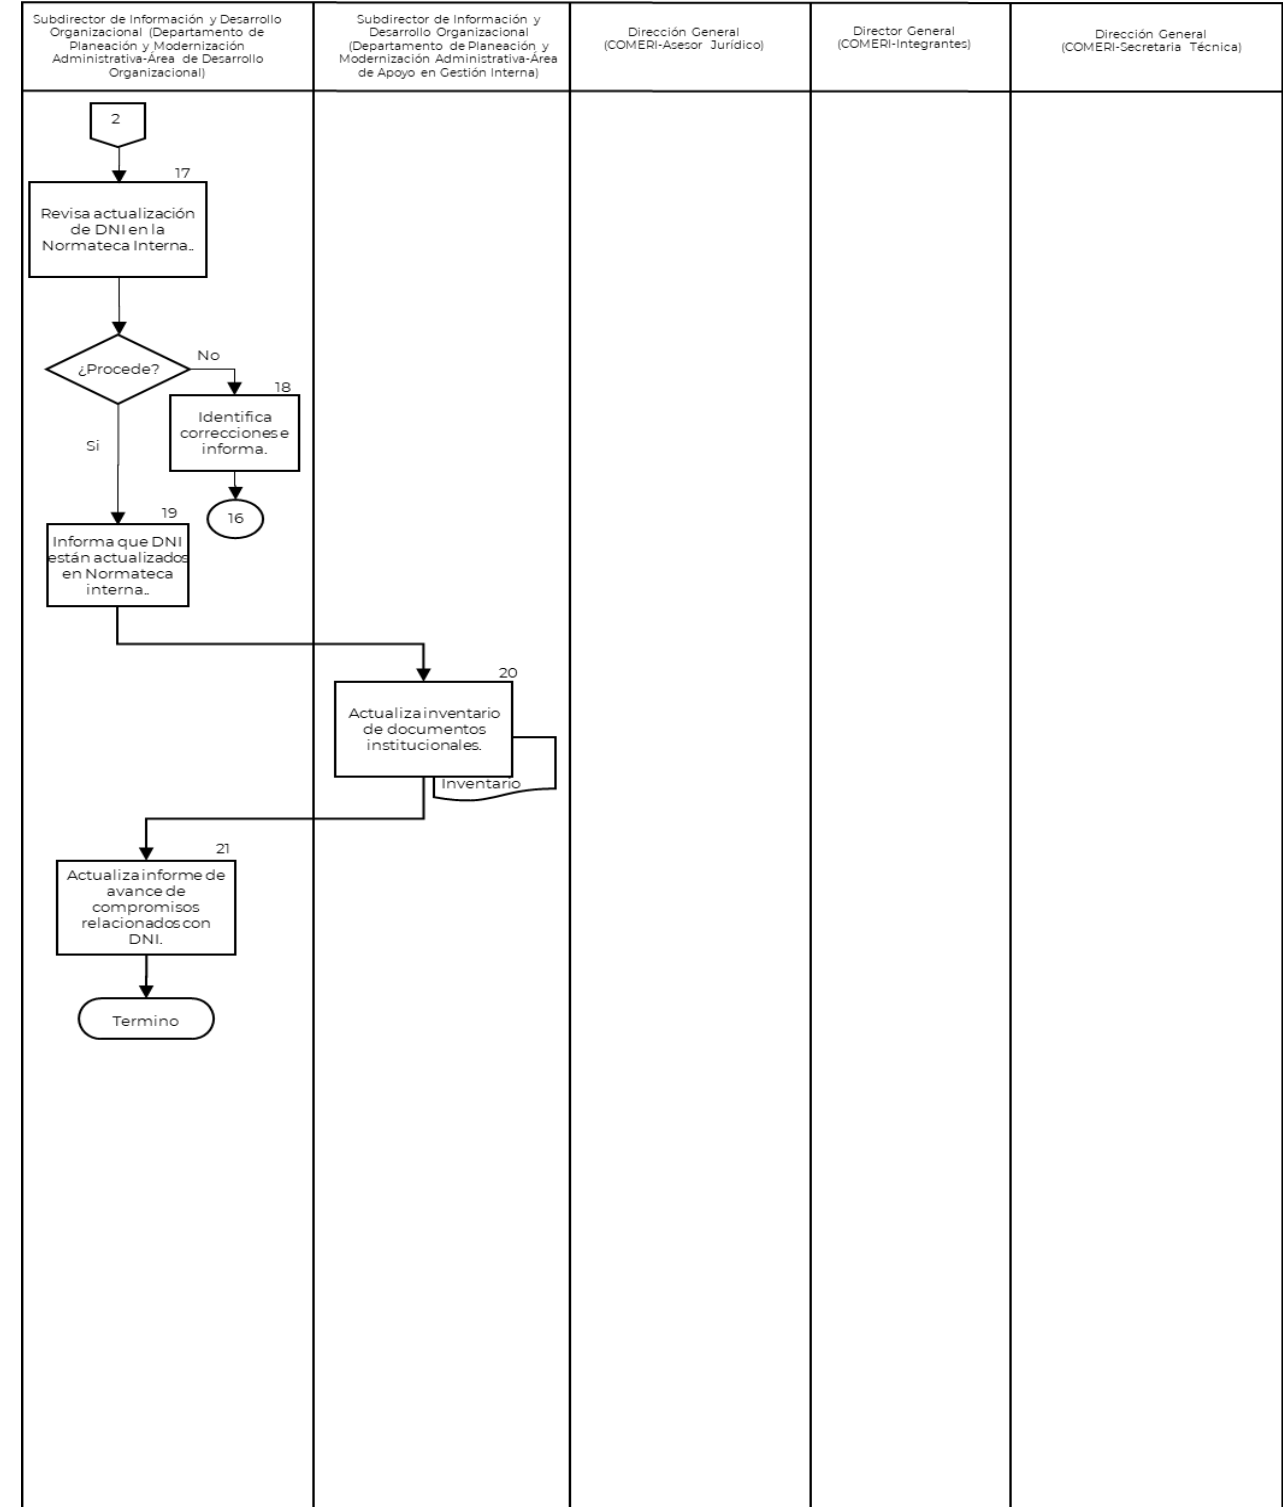 Subdirector de Información y Desarrollo
Organizacional (Departamento de
Planeación y Modernización
Administrativa-Área de Desarrollo
Organizacional)
Subdirector de Información y
Desarrollo Organizacional
(Departamento de Planeación y
Modernización Administrativa-Área
de Apoyo en Gestión Interna)
Dirección General
(COMERI-Asesor Jurídico)
Director General
(COMERI-Integrantes)
Dirección General
(COMERI-Secretaria Técnica)
2
17
Revisa actualización
de DNI en la
Normateca Interna..
¿Procede?
No
18
Identifica
correcciones e
informa.
Si
16
19
Informa que DNI
están actualizados
en Normateca
interna..
20
Actualiza inventario
de documentos
institucionales.
Inventario
21
Actualiza informe de
avance de
compromisos
relacionados con
DNI.
Termino